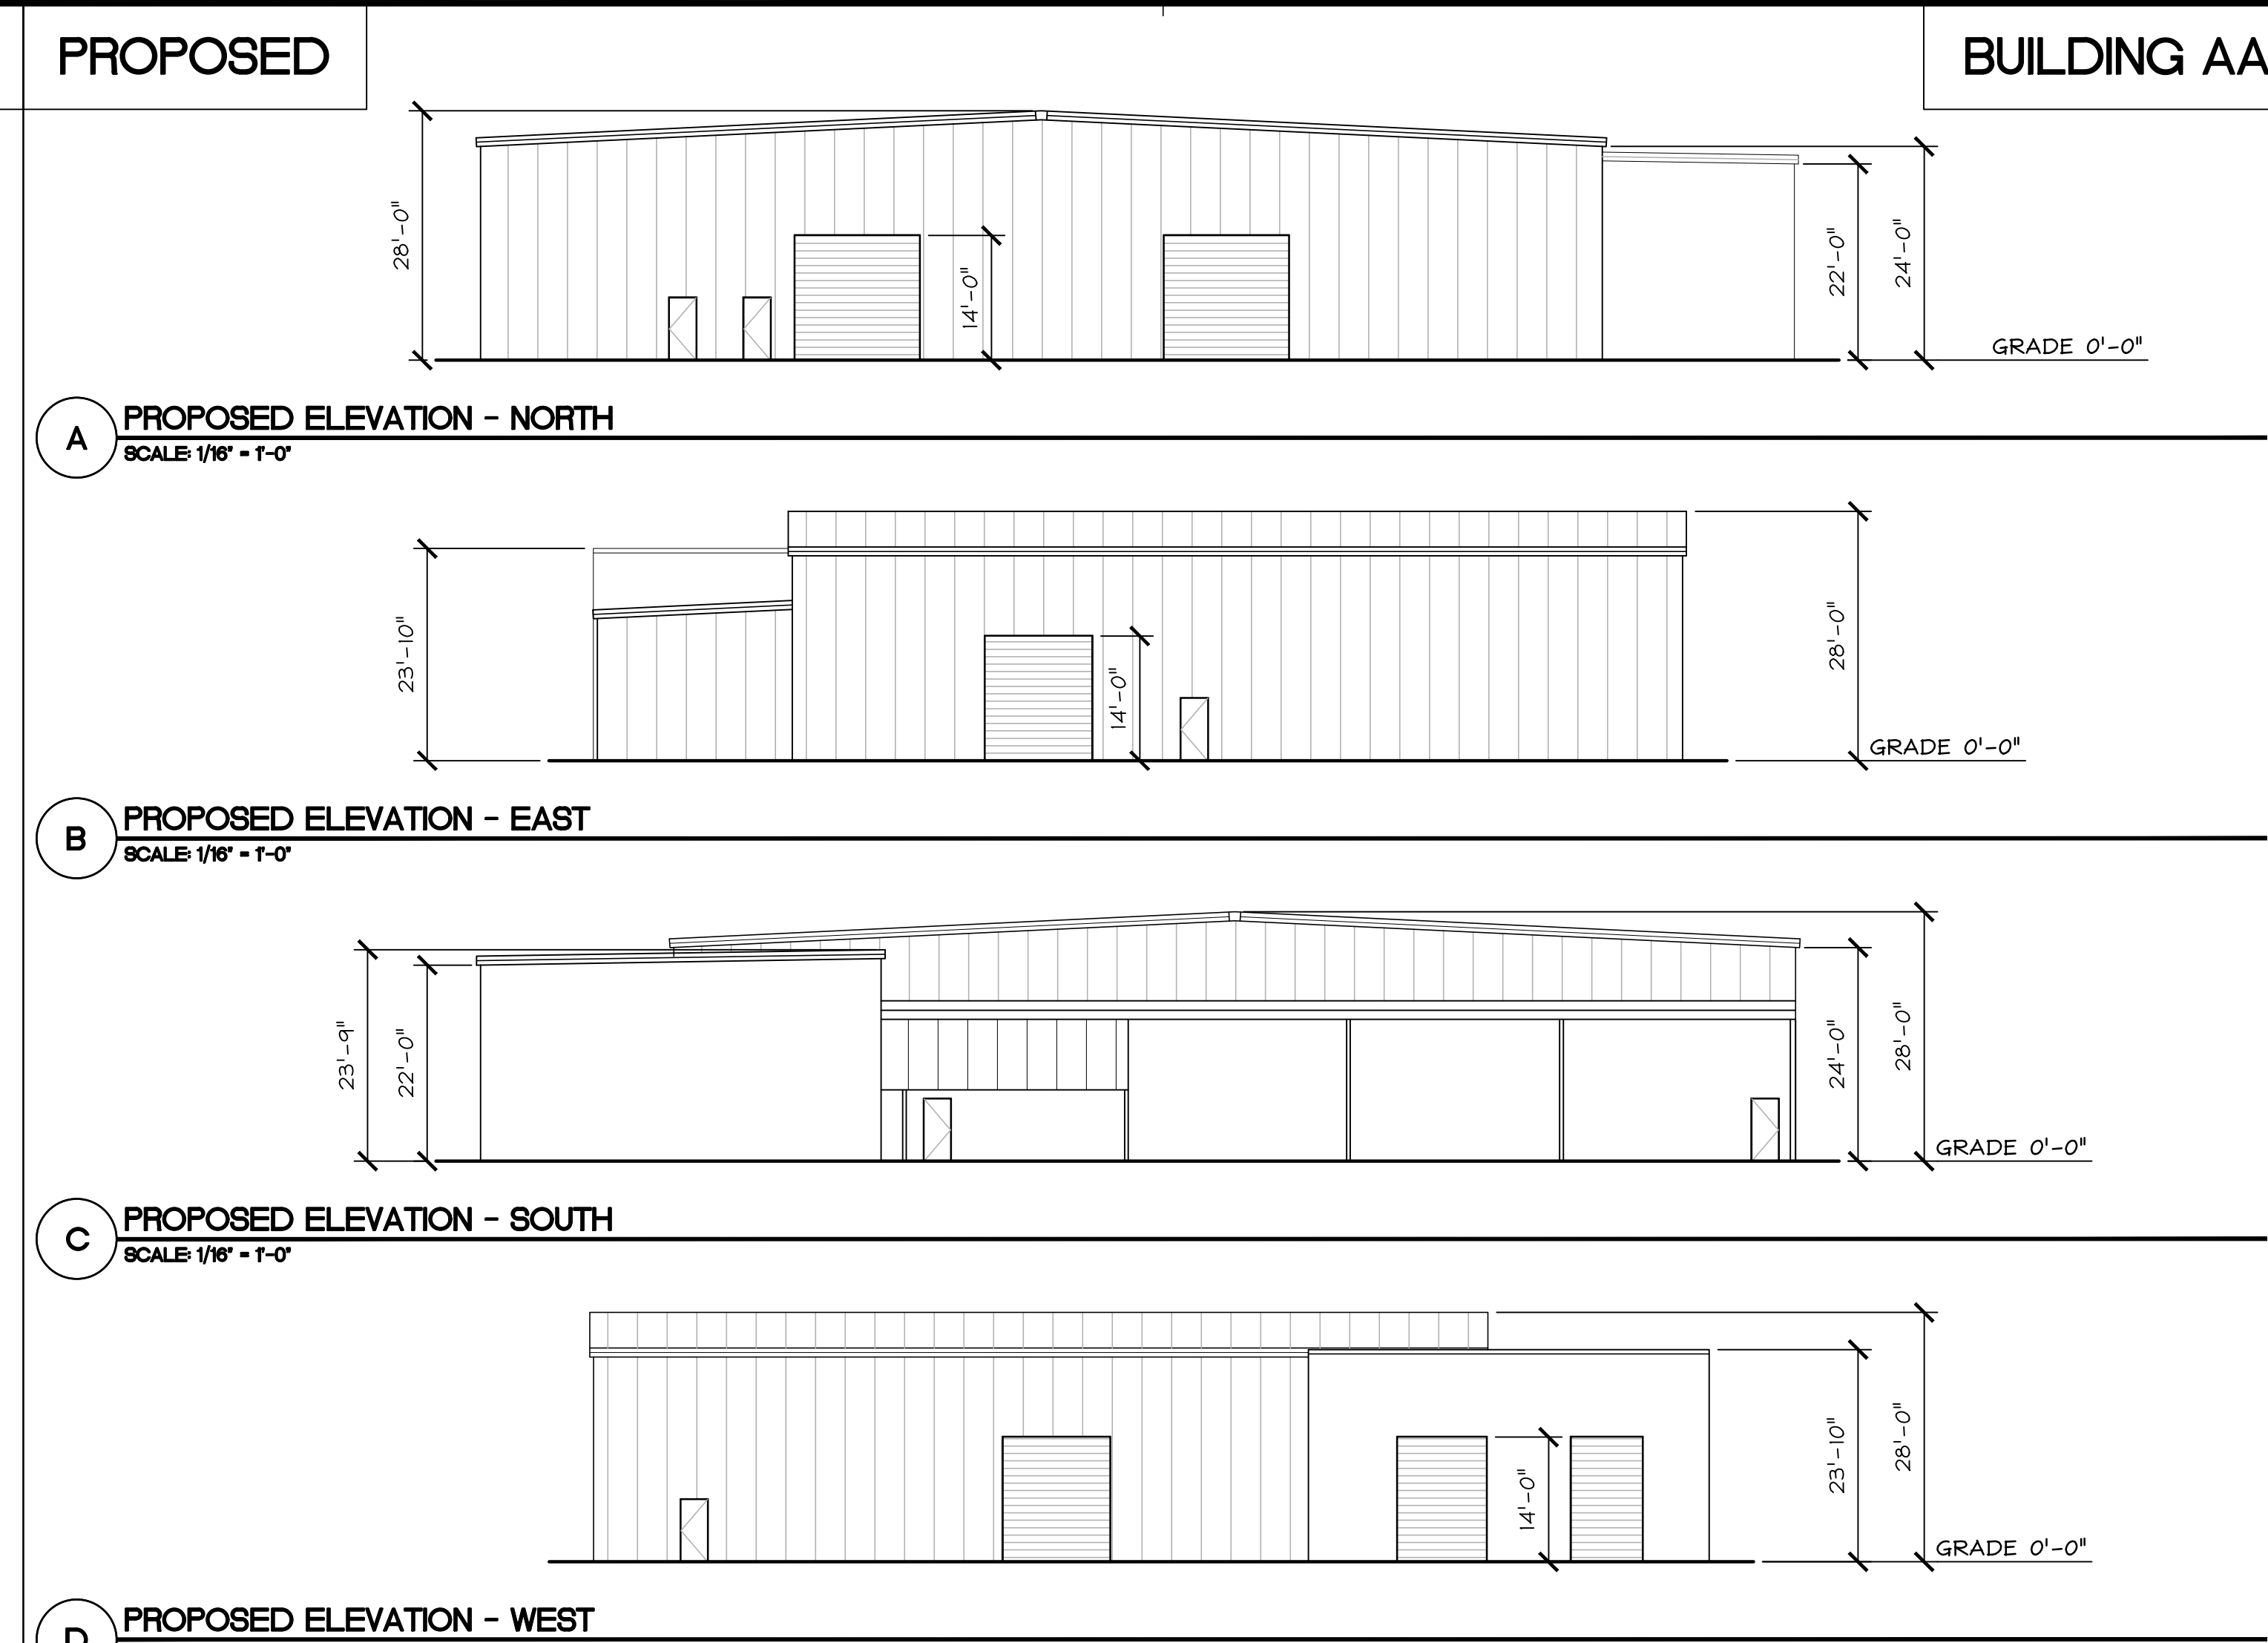 PROPOSED
BUILDING AA
28'-0"
14'-0"
22'-0"
24'-0"
GRADE 0'-0"
A
PROPOSED ELEVATION - NORTH
SCALE: 1/16" = 1'-0"
23'-10"
14'-0"
28'-0"
GRADE 0'-0"
B
PROPOSED ELEVATION - EAST
SCALE: 1/16" = 1'-0"
23'-9"
22'-0"
24'-0"
28'-0"
GRADE 0'-0"
C
PROPOSED ELEVATION - SOUTH
SCALE: 1/16" = 1'-0"
14'-0"
23'-10"
28'-0"
GRADE 0'-0"
D
PROPOSED ELEVATION - WEST